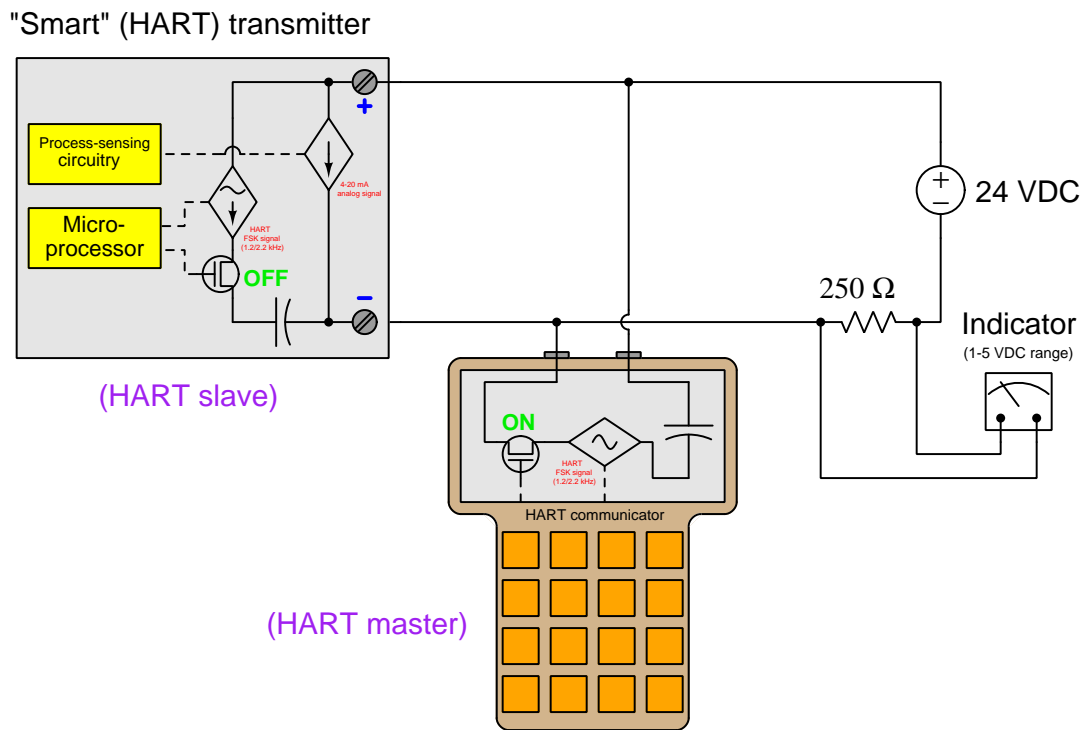 "Smart" (HART) transmitter
Process-sensing
circuitry
Micro-
processor
HART
FSK signal
(1.2/2.2 kHz)
OFF
4-20 mA
analog signal
+
−
(HART slave)
+
−
24 VDC
250 Ω
Indicator
(1-5 VDC range)
ON
HART
FSK signal
(1.2/2.2 kHz)
HART communicator
(HART master)